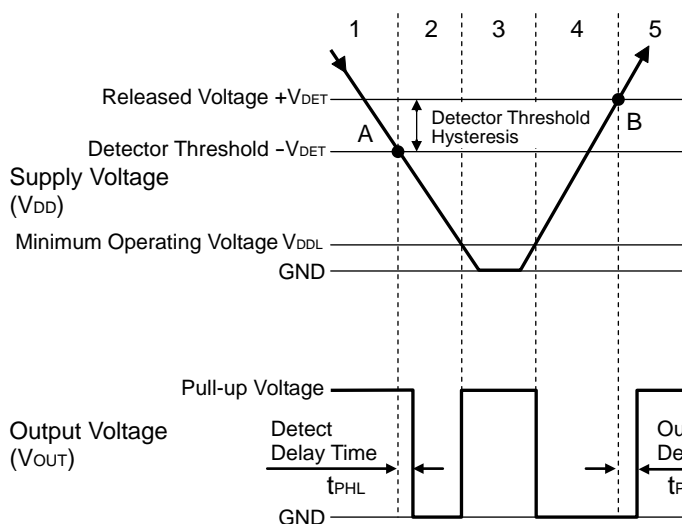 1 2 3 4 5
Released Voltage +VDET
Detector Threshold
Hysteresis
A
B
Detector Threshold −VDET
Supply Voltage
(VDD)
Minimum Operating Voltage VDDL
GND
Pull-up Voltage
Output Voltage
(VOUT)
Detect
Delay Time
tPHL
GND